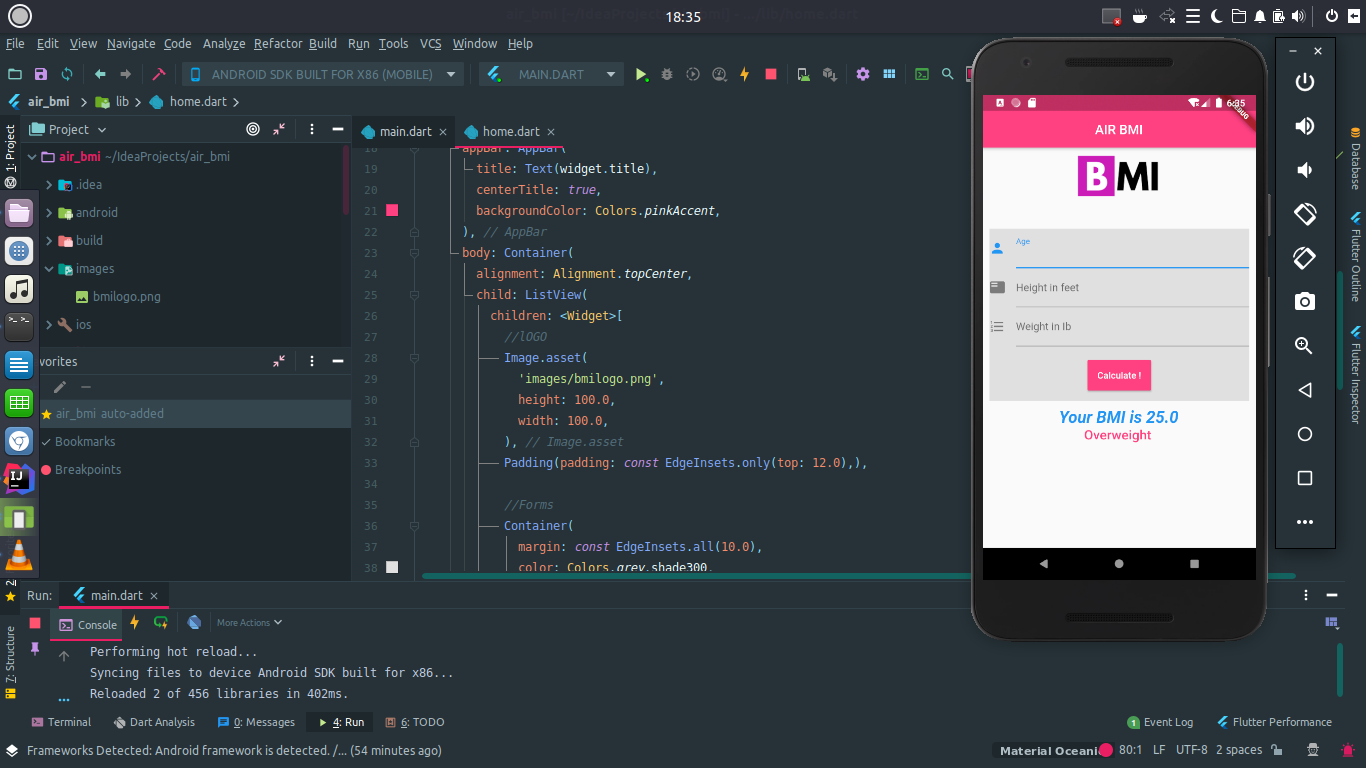 18:35
File Edit View Navigate Code Analyze Refactor Build Run Tools VCS Window Help
ANDROID SDK BUILT FOR X86 (MOBILE) MAIN.DART
air_bmi lib home.dart
1: Project
Project
air_bmi ~/IdeaProjects/air_bmi
.idea
android
build
images
bmilogo.png
ios
vorites
air_bmi auto-added
Bookmarks
Breakpoints
main.dart home.dart
18 appBar: AppBar(
19 title: Text(widget.title),
20 centerTitle: true,
21 backgroundColor: Colors.pinkAccent,
22 ), // AppBar
23 body: Container(
24 alignment: Alignment.topCenter,
25 child: ListView(
26 children: <Widget>[
27 //lOGO
28 Image.asset(
29 'images/bmilogo.png',
30 height: 100.0,
31 width: 100.0,
32 ), // Image.asset
33 Padding(padding: const EdgeInsets.only(top: 12.0),),
34
35 //Forms
36 Container(
37 margin: const EdgeInsets.all(10.0),
38 color: Colors.grey.shade300,
6:35
AIR BMI
BMI
Age
Height in feet
Weight in lb
Calculate !
Your BMI is 25.0
Overweight
Database
Flutter Outline
Flutter Inspector
2:
7: Structure
Run: main.dart
Console More Actions
Performing hot reload...
Syncing files to device Android SDK built for x86...
Reloaded 2 of 456 libraries in 402ms.
Terminal Dart Analysis 0: Messages 4: Run 6: TODO 1 Event Log Flutter Performance
Frameworks Detected: Android framework is detected. /... (54 minutes ago) Material Oceanic 80:1 LF UTF-8 2 spaces